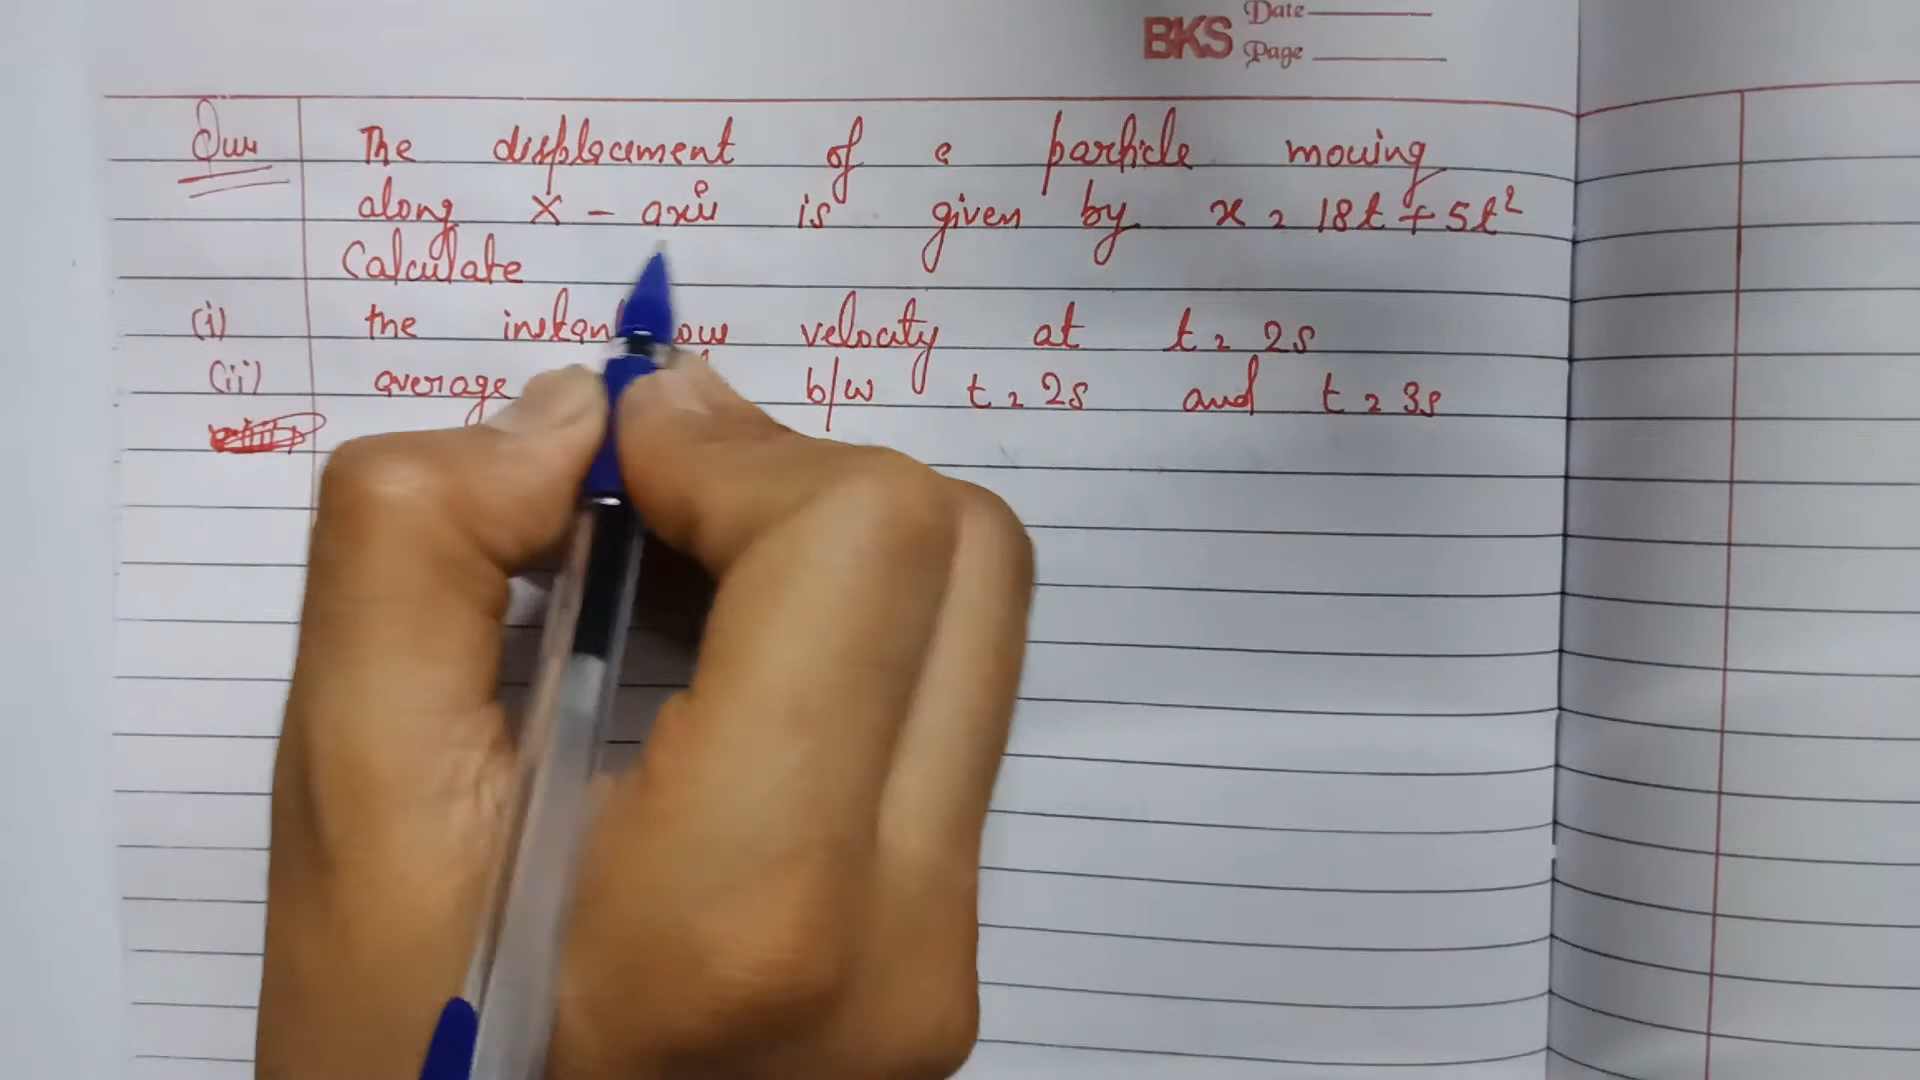 BKS Date
Page
The displacement of a particle moving
along X - axis is given by x = 18t + 5t²
Calculate
(i) the velocity at t = 2s
(ii) average b/w t = 2s and t = 3s